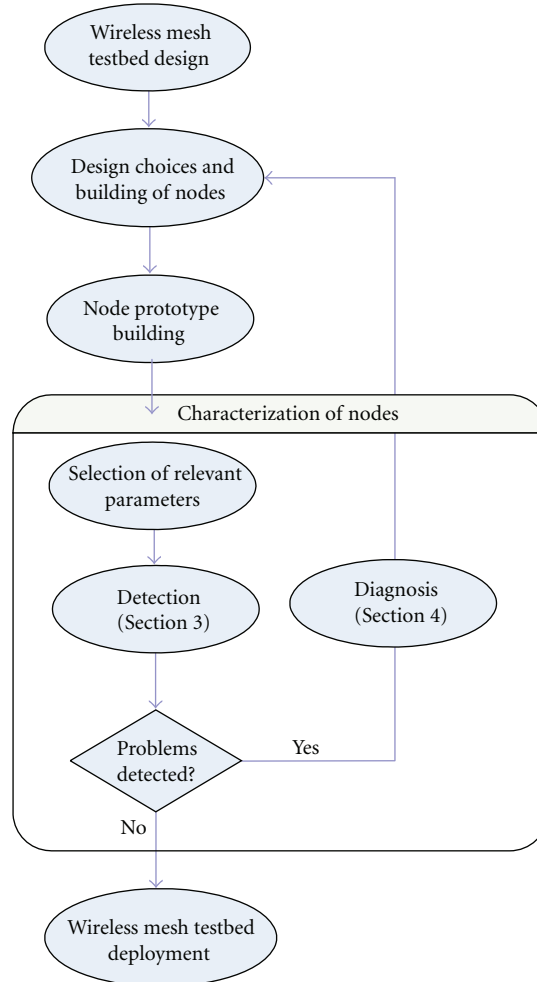 Wireless mesh
testbed design
Design choices and
building of nodes
Node prototype
building
Characterization of nodes
Selection of relevant
parameters
Detection
(Section 3)
Diagnosis
(Section 4)
Problems
detected?
Yes
No
Wireless mesh testbed
deployment